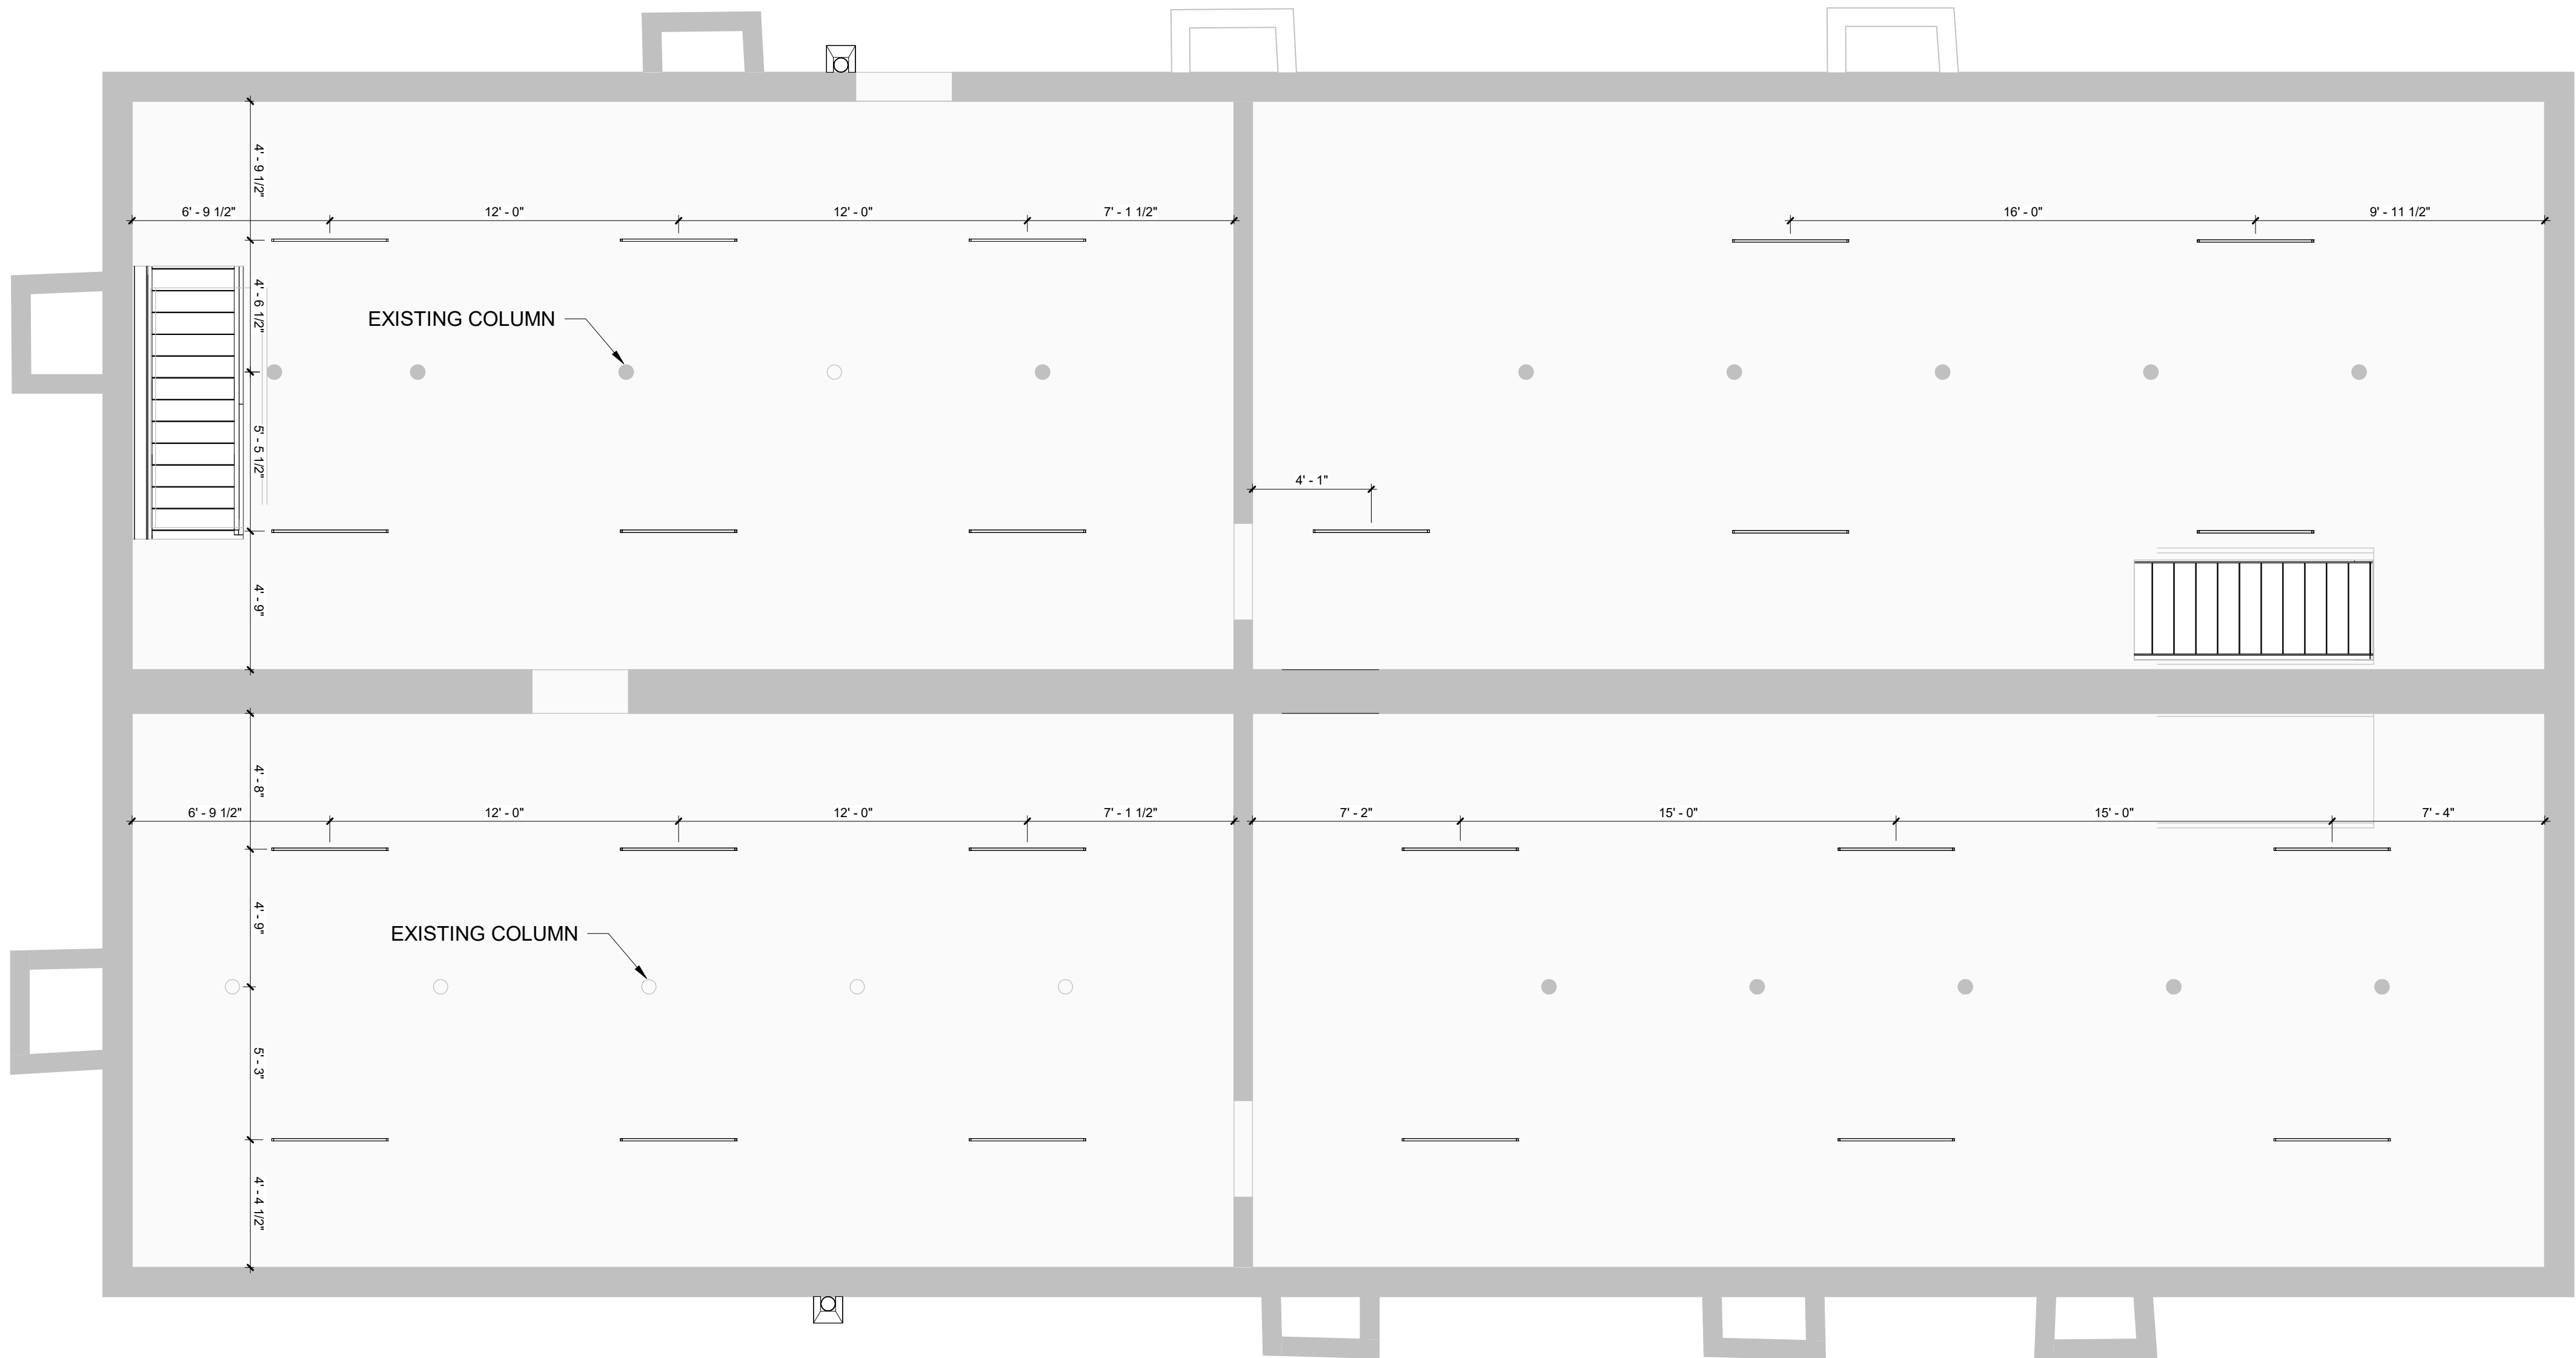 4' - 9 1/2"
6' - 9 1/2"
12' - 0"
12' - 0"
7' - 1 1/2"
16' - 0"
9' - 11 1/2"
4' - 6 1/2"
EXISTING COLUMN
5' - 5 1/2"
4' - 1"
4' - 9"
4' - 8"
6' - 9 1/2"
12' - 0"
12' - 0"
7' - 1 1/2"
7' - 2"
15' - 0"
15' - 0"
7' - 4"
4' - 9"
EXISTING COLUMN
5' - 3"
4' - 4 1/2"